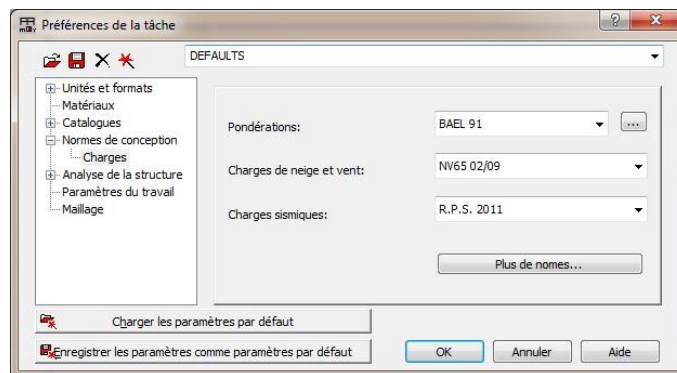 Préférences de la tâche
DEFAULTS
Unités et formats
Matériaux
Catalogues
Normes de conception
Charges
Analyse de la structure
Paramètres du travail
Maillage
Pondérations:
BAEL 91
...
Charges de neige et vent:
NV65 02/09
Charges sismiques:
R.P.S. 2011
Plus de nomes...
Charger les paramètres par défaut
Enregistrer les paramètres comme paramètres par défaut
OK
Annuler
Aide